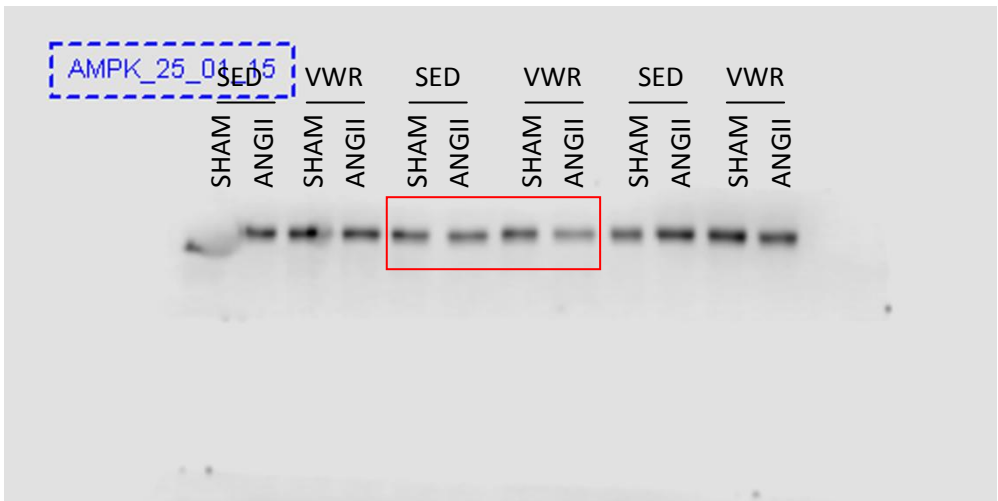 AMPK_25_01_15
SED VWR SED VWR SED VWR
SHAM ANGII SHAM ANGII SHAM ANGII SHAM ANGII SHAM ANGII SHAM ANGII